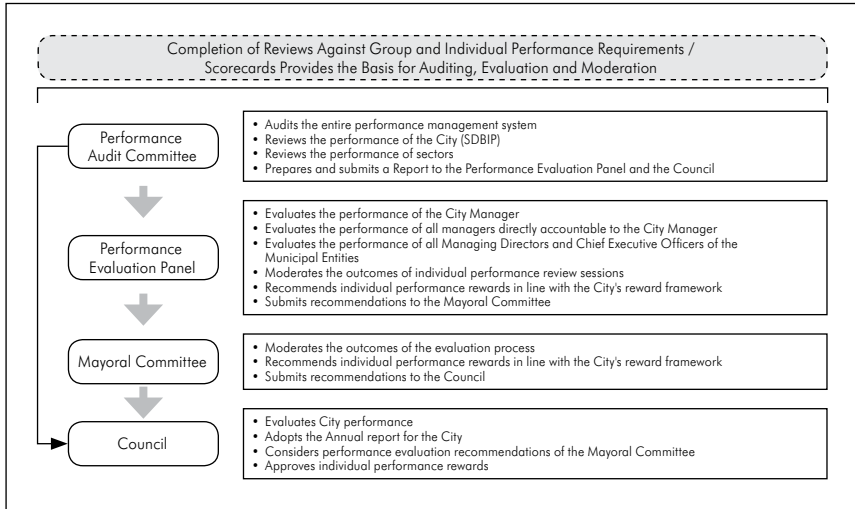 Completion of Reviews Against Group and Individual Performance Requirements /
Scorecards Provides the Basis for Auditing, Evaluation and Moderation
Performance
Audit Committee
• Audits the entire performance management system
• Reviews the performance of the City (SDBIP)
• Reviews the performance of sectors
• Prepares and submits a Report to the Performance Evaluation Panel and the Council
Performance
Evaluation Panel
• Evaluates the performance of the City Manager
• Evaluates the performance of all managers directly accountable to the City Manager
• Evaluates the performance of all Managing Directors and Chief Executive Officers of the
Municipal Entities
• Moderates the outcomes of individual performance review sessions
• Recommends individual performance rewards in line with the City's reward framework
• Submits recommendations to the Mayoral Committee
Mayoral Committee
• Moderates the outcomes of the evaluation process
• Recommends individual performance rewards in line with the City's reward framework
• Submits recommendations to the Council
Council
• Evaluates City performance
• Adopts the Annual report for the City
• Considers performance evaluation recommendations of the Mayoral Committee
• Approves individual performance rewards